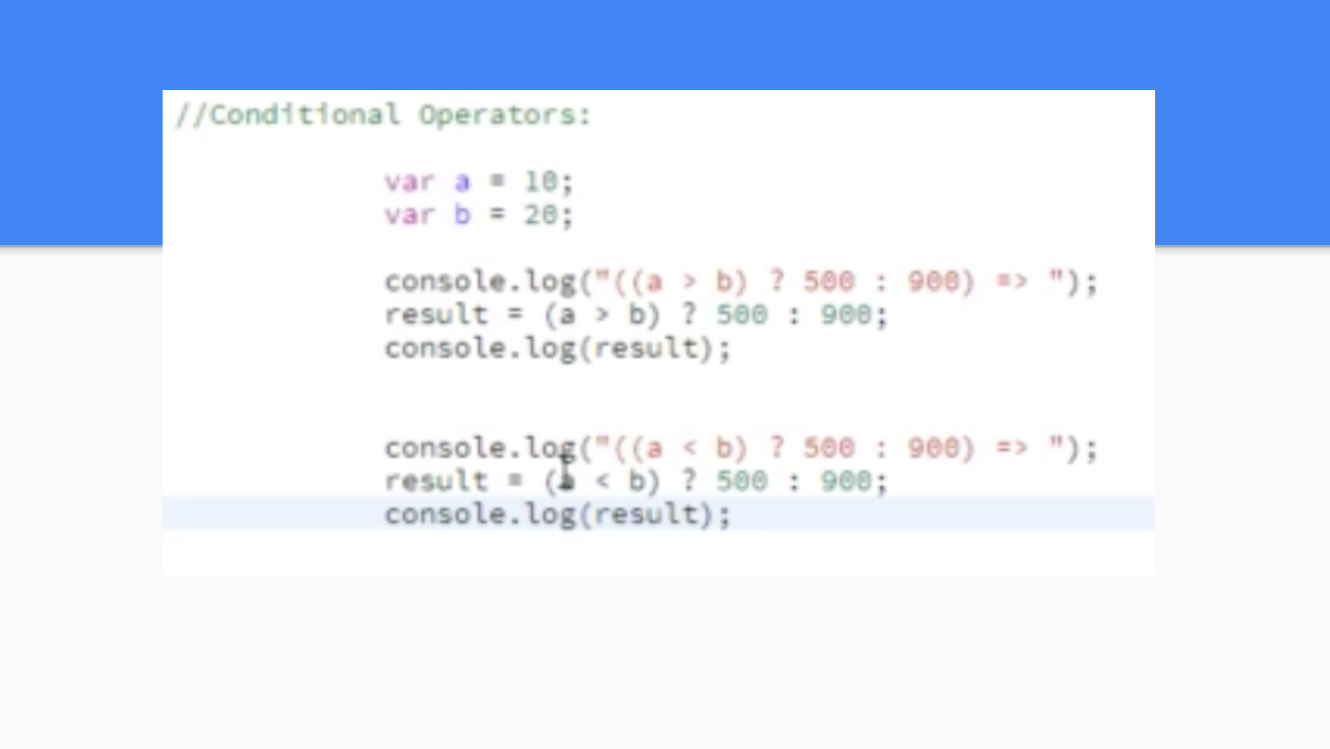 //Conditional Operators:
var a = 10;
var b = 20;
console.log("((a > b) ? 500 : 900) => ");
result = (a > b) ? 500 : 900;
console.log(result);
console.log("((a < b) ? 500 : 900) => ");
result = (a < b) ? 500 : 900;
console.log(result);